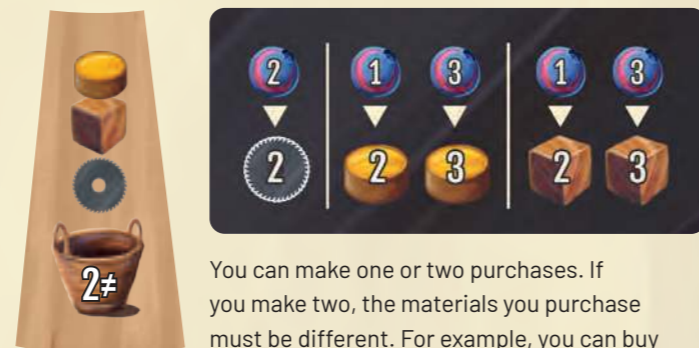 2 1 3 1 3
2 2 3 2 3
2≠
You can make one or two purchases. If
you make two, the materials you purchase
must be different. For example, you can buy